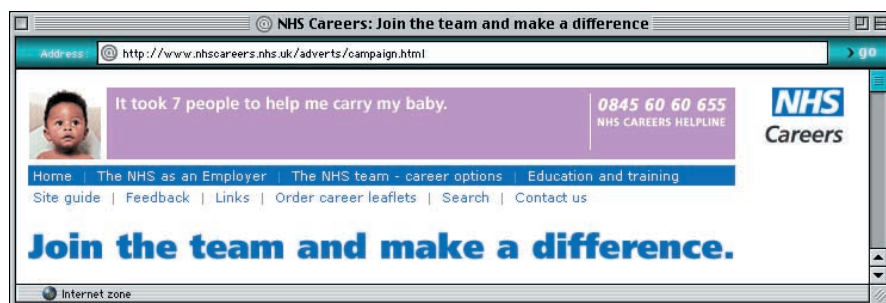 NHS Careers: Join the team and make a difference
Address: http://www.nhscareers.nhs.uk/adverts/campaign.html go
It took 7 people to help me carry my baby.
0845 60 60 655
NHS CAREERS HELPLINE
NHS
Careers
Home | The NHS as an Employer | The NHS team - career options | Education and training
Site guide | Feedback | Links | Order career leaflets | Search | Contact us
Join the team and make a difference.
Internet zone